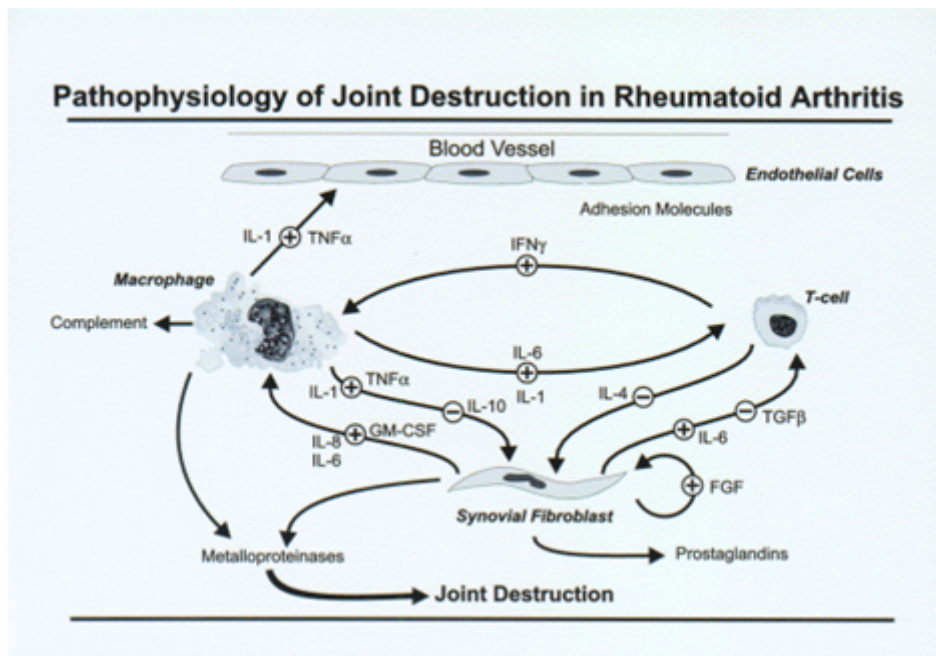 Pathophysiology of Joint Destruction in Rheumatoid Arthritis
Blood Vessel
Endothelial Cells
Adhesion Molecules
IL-1 + TNFα
IFNγ
+
Macrophage
T-cell
Complement
IL-6
+
IL-1
TNFα
IL-1 +
− IL-10
IL-4 −
− TGFβ
+ IL-6
+ GM-CSF
IL-8
IL-6
+ FGF
Synovial Fibroblast
Metalloproteinases
Prostaglandins
Joint Destruction